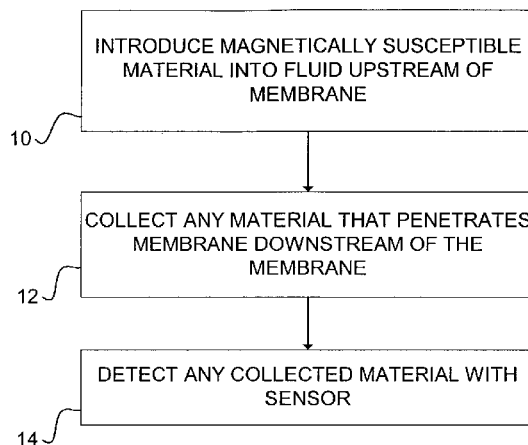 INTRODUCE MAGNETICALLY SUSCEPTIBLE
MATERIAL INTO FLUID UPSTREAM OF
MEMBRANE
10
COLLECT ANY MATERIAL THAT PENETRATES
MEMBRANE DOWNSTREAM OF THE
MEMBRANE
12
DETECT ANY COLLECTED MATERIAL WITH
SENSOR
14